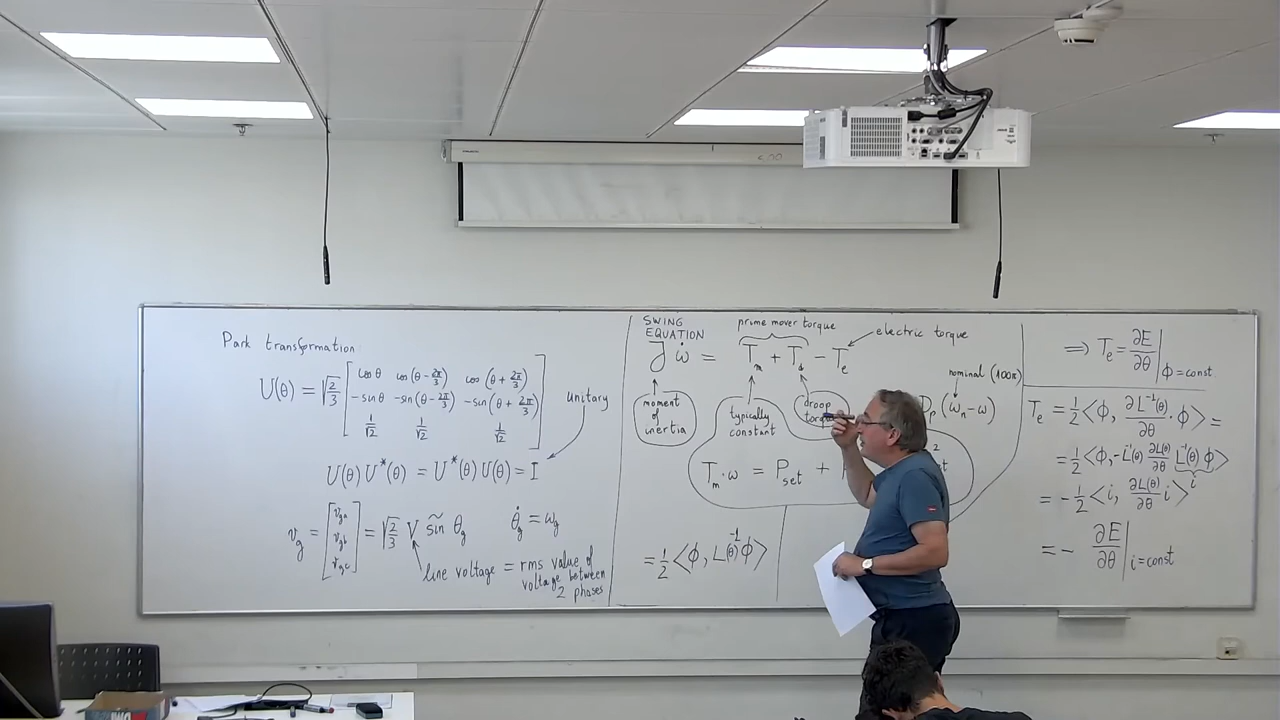 Park transformation
U(θ) = √2/3 [ cos θ cos(θ - 2π/3) cos(θ + 2π/3)
-sin θ -sin(θ - 2π/3) -sin(θ + 2π/3)
1/√2 1/√2 1/√2 ]
unitary
U(θ) U*(θ) = U*(θ) U(θ) = I
v_g = [ v_ga v_gb v_gc ] = √2/3 V s̃in θ_g θ̇_g = ω_g
line voltage = rms value of
voltage between
2 phases
SWING
EQUATION
prime mover torque
electric torque
J ω̇ = T_m + T_d - T_e
moment
of
inertia
typically
constant
droop
nominal (100π)
D_p (ω_n - ω)
T_m · ω = P_set +
= 1/2 <ϕ, L(θ)^-1 ϕ>
⇒ T_e = ∂E/∂θ | ϕ = const
T_e = 1/2 <ϕ, ∂L^-1(θ)/∂θ · ϕ> =
= 1/2 <ϕ, -L^-1(θ) ∂L(θ)/∂θ L^-1(θ) ϕ>
i
= -1/2 <i, ∂L(θ)/∂θ i>
= - ∂E/∂θ | i = const